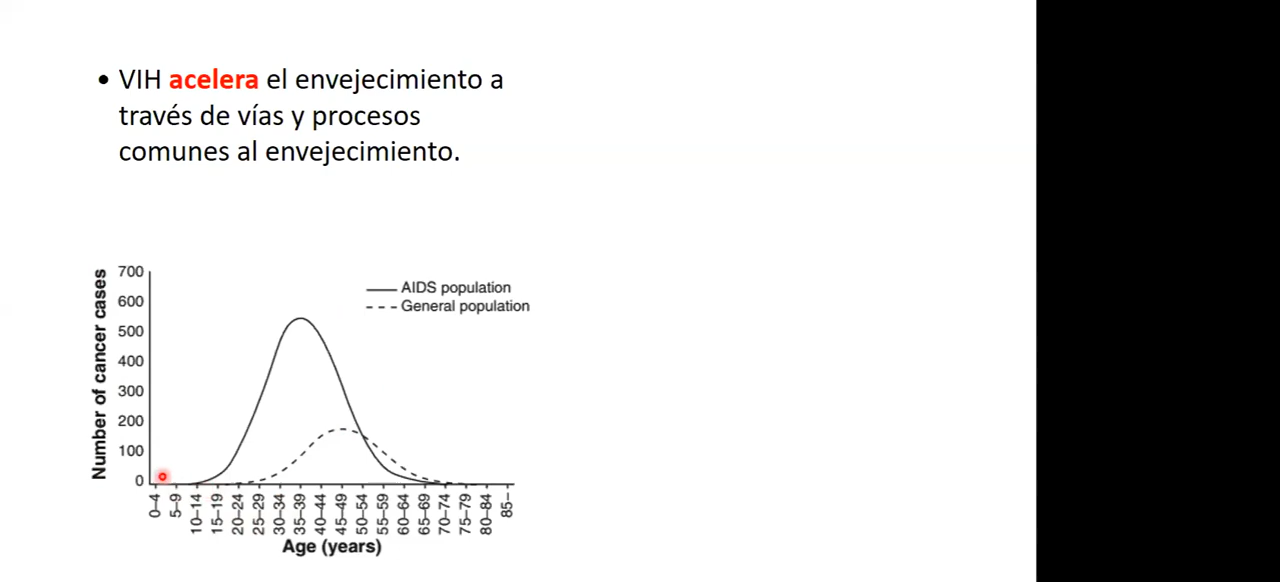 • VIH acelera el envejecimiento a
través de vías y procesos
comunes al envejecimiento.
AIDS population
General population
Number of cancer cases
700
600
500
400
300
200
100
0
0–4 5–9 10–14 15–19 20–24 25–29 30–34 35–39 40–44 45–49 50–54 55–59 60–64 65–69 70–74 75–79 80–84 85–
Age (years)